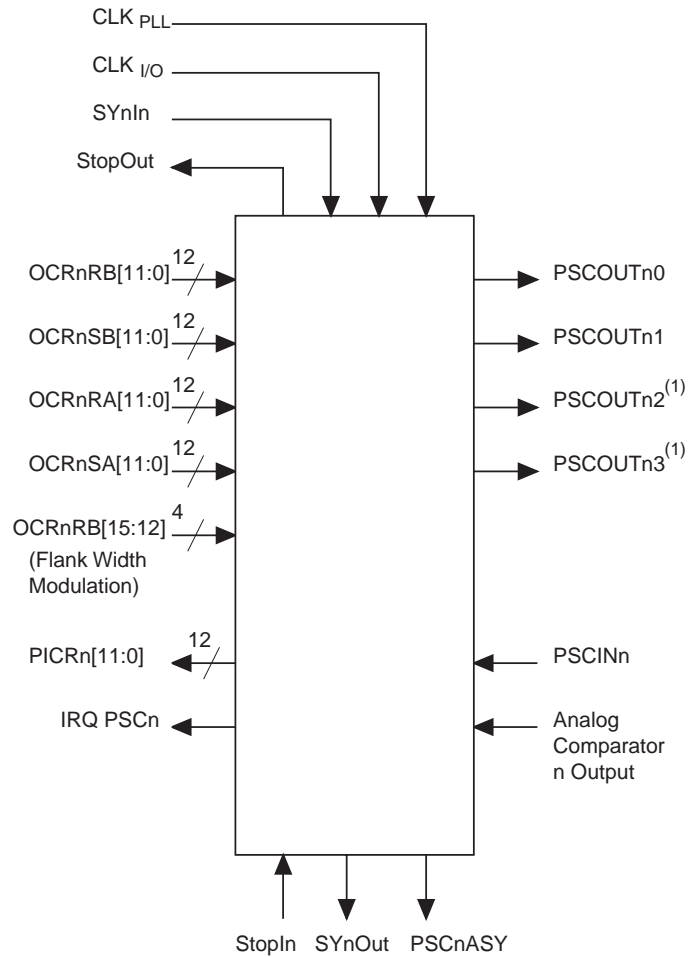 CLK PLL
CLK I/O
SYnIn
StopOut
12
OCRnRB[11:0]
PSCOUTn0
12
OCRnSB[11:0]
PSCOUTn1
12
OCRnRA[11:0]
PSCOUTn2(1)
12
OCRnSA[11:0]
PSCOUTn3(1)
4
OCRnRB[15:12]
(Flank Width
Modulation)
12
PICRn[11:0]
PSCINn
IRQ PSCn
Analog
Comparator
n Output
StopIn SYnOut PSCnASY